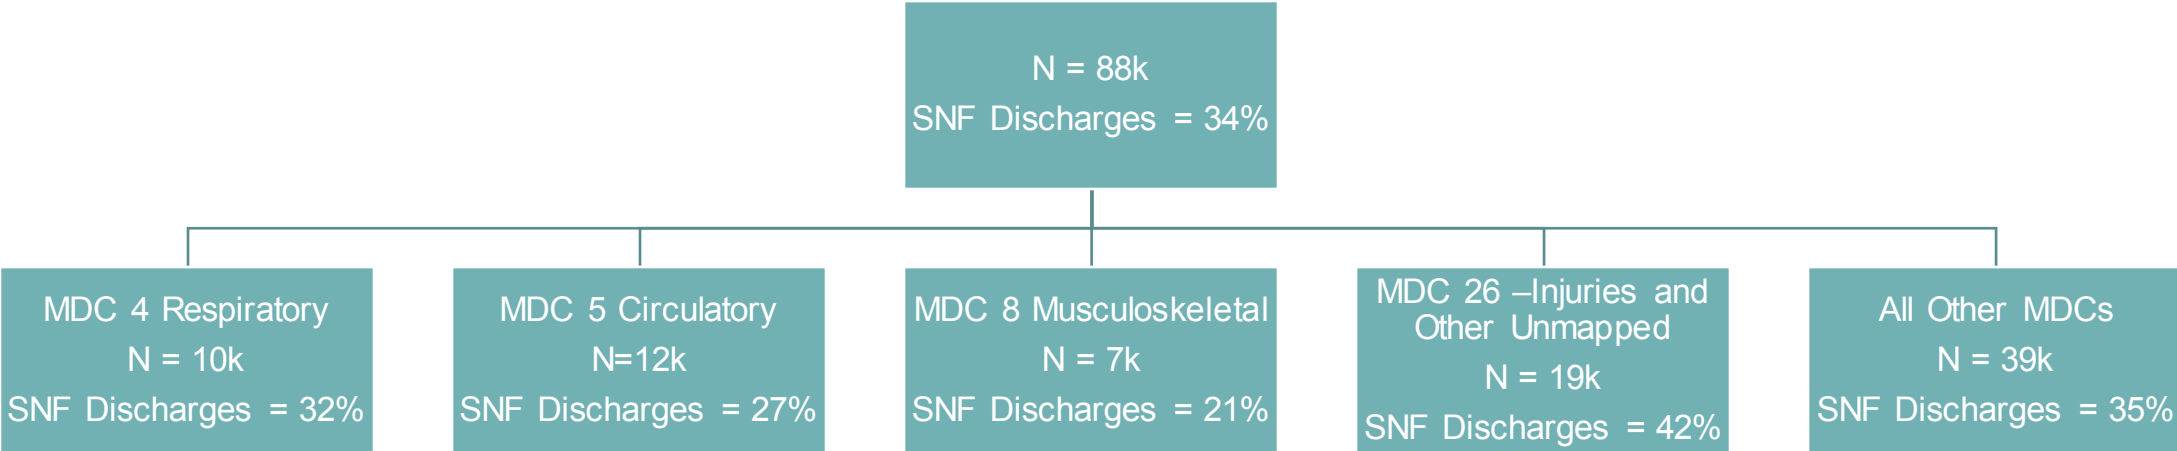 N = 88k
SNF Discharges = 34%
MDC 4 Respiratory
N = 10k
SNF Discharges = 32%
MDC 5 Circulatory
N=12k
SNF Discharges = 27%
MDC 8 Musculoskeletal
N = 7k
SNF Discharges = 21%
MDC 26 –Injuries and
Other Unmapped
N = 19k
SNF Discharges = 42%
All Other MDCs
N = 39k
SNF Discharges = 35%